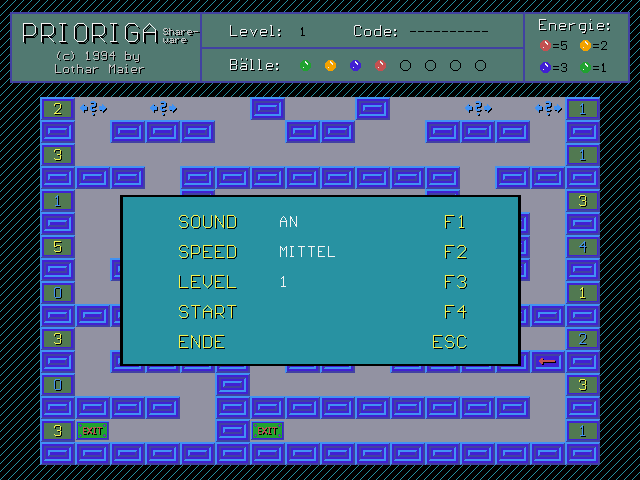 PRIORIGA Share-ware
(c) 1994 by
Lothar Maier
Level: 1 Code: ----------
Bälle:
Energie:
=5 =2
=3 =1
2 ? ? ? ? 1
3 1
1 3
5 4
0 1
3 2
0 3
3 EXIT EXIT 1
SOUND AN F1
SPEED MITTEL F2
LEVEL 1 F3
START F4
ENDE ESC